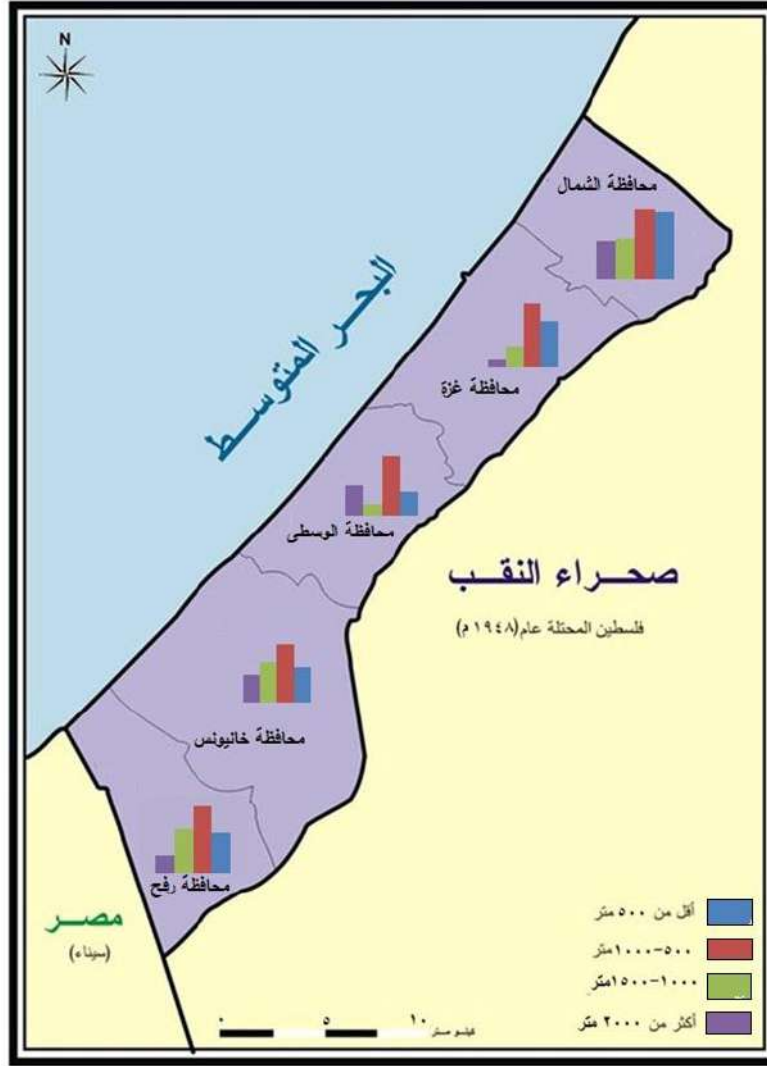 N
محافظة الشمال
البحر المتوسط
محافظة غزة
محافظة الوسطى
صحراء النقب
فلسطين المحتلة عام(١٩٤٨ م)
محافظة خانيونس
محافظة رفح
مصر
(سيناء)
أقل من ٥٠٠ متر
٥٠٠-١٠٠٠متر
١٠٠٠-١٥٠٠متر
أكثر من ٢٠٠٠ متر
٠ ٥ ١٠
كيلو متر